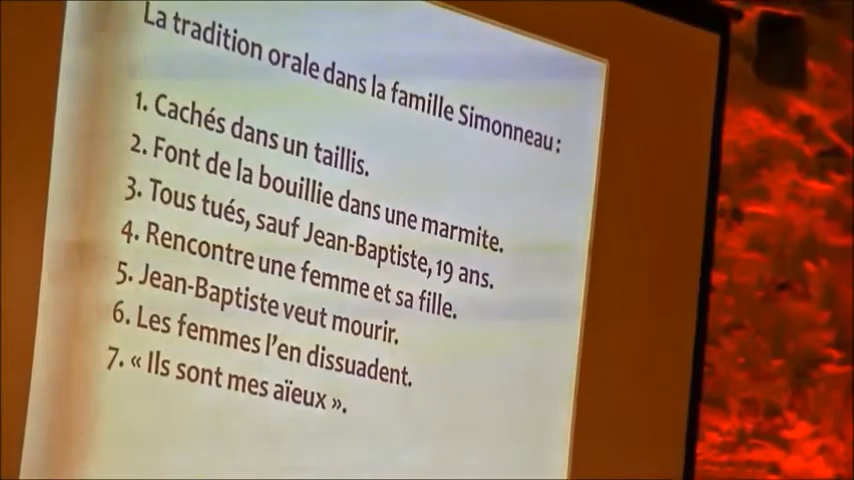 La tradition orale dans la famille Simonneau :
1. Cachés dans un taillis.
2. Font de la bouillie dans une marmite.
3. Tous tués, sauf Jean-Baptiste, 19 ans.
4. Rencontre une femme et sa fille.
5. Jean-Baptiste veut mourir.
6. Les femmes l'en dissuadent.
7. « Ils sont mes aïeux ».